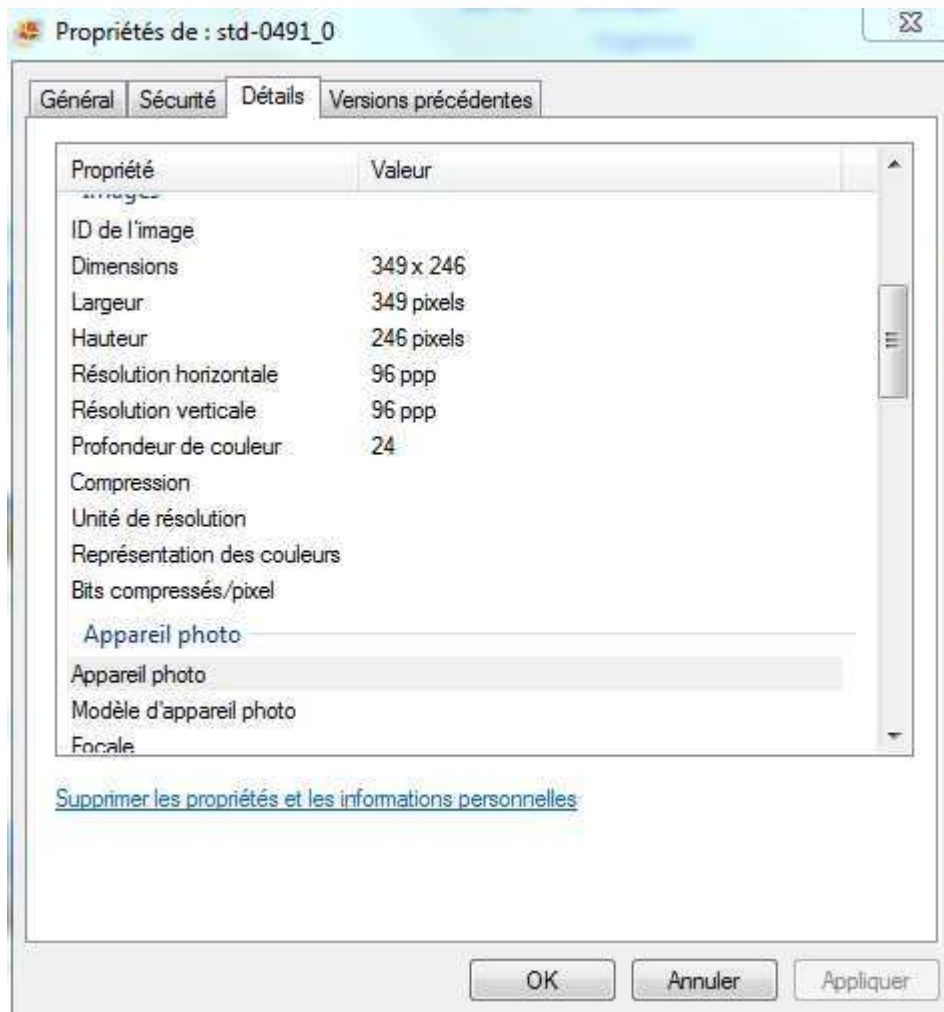 Propriétés de : std-0491_0
Général Sécurité Détails Versions précédentes
Propriété Valeur
Images
ID de l'image
Dimensions 349 x 246
Largeur 349 pixels
Hauteur 246 pixels
Résolution horizontale 96 ppp
Résolution verticale 96 ppp
Profondeur de couleur 24
Compression
Unité de résolution
Représentation des couleurs
Bits compressés/pixel
Appareil photo
Appareil photo
Modèle d'appareil photo
Focale
Supprimer les propriétés et les informations personnelles
OK Annuler Appliquer